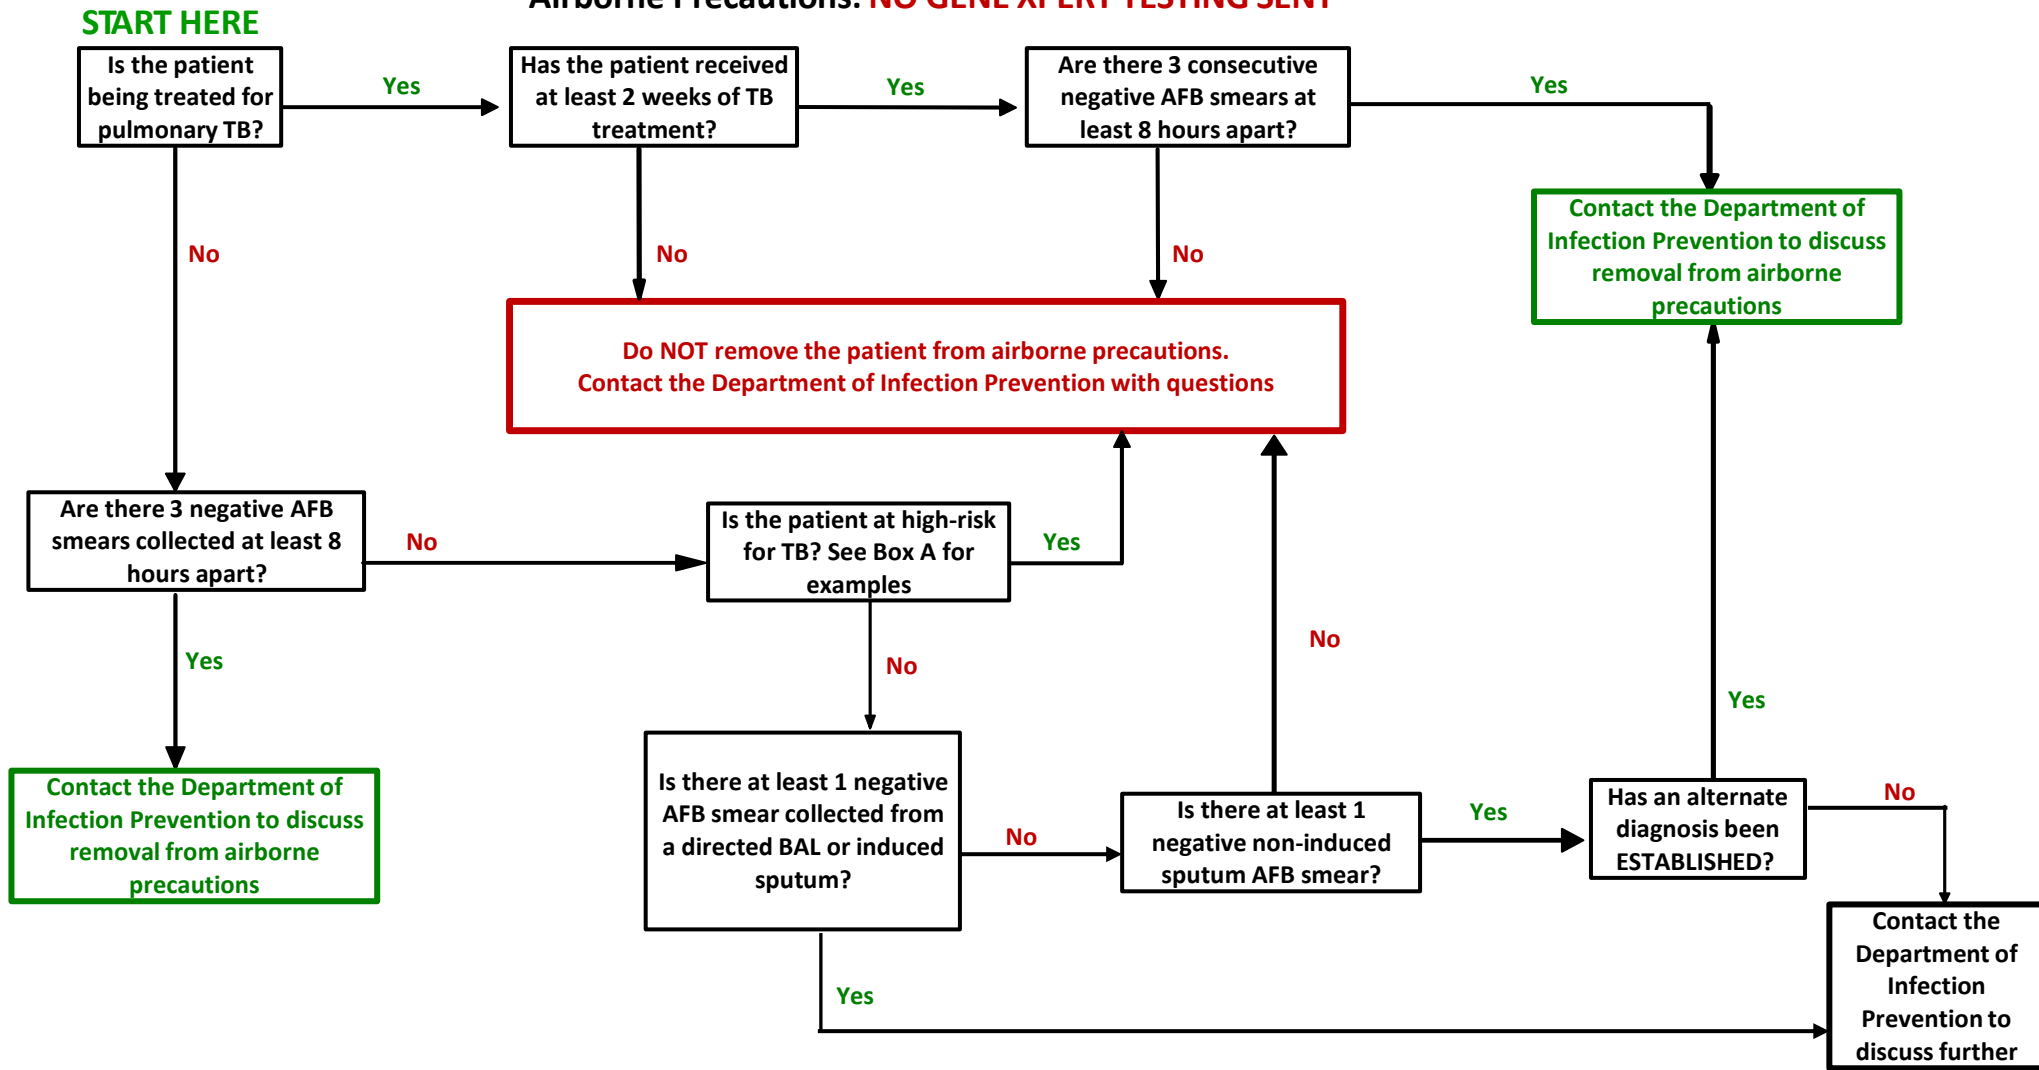 Airborne Precautions: NO GENE XPERT TESTING SENT
START HERE
Is the patient
being treated for
pulmonary TB?
Yes
Has the patient received
at least 2 weeks of TB
treatment?
Yes
Are there 3 consecutive
negative AFB smears at
least 8 hours apart?
Yes
Contact the Department of
Infection Prevention to discuss
removal from airborne
precautions
No
No
No
Do NOT remove the patient from airborne precautions.
Contact the Department of Infection Prevention with questions
Are there 3 negative AFB
smears collected at least 8
hours apart?
No
Is the patient at high-risk
for TB? See Box A for
examples
Yes
No
Yes
No
Yes
Contact the Department of
Infection Prevention to discuss
removal from airborne
precautions
Is there at least 1 negative
AFB smear collected from
a directed BAL or induced
sputum?
No
Is there at least 1
negative non-induced
sputum AFB smear?
Yes
Has an alternate
diagnosis been
ESTABLISHED?
No
Yes
Contact the
Department of
Infection
Prevention to
discuss further